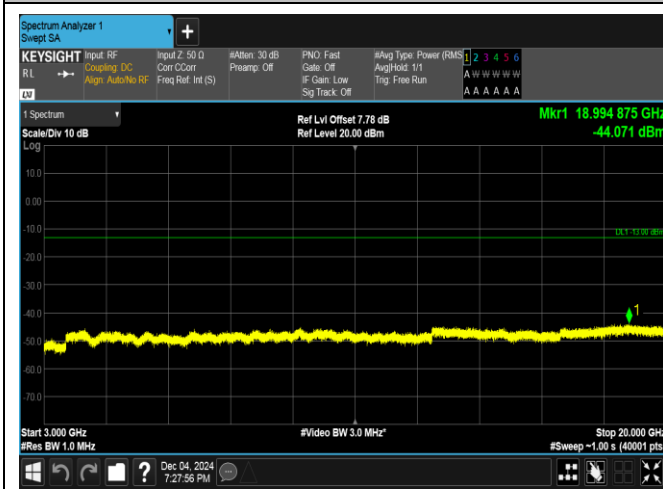 Spectrum Analyzer 1
Swept SA
KEYSIGHT Input: RF Input Z: 50 Ω #Atten: 30 dB PNO: Fast #Avg Type: Power (RMS 1 2 3 4 5 6
RL Coupling: DC Corr CCorr Preamp: Off Gate: Off Avg|Hold: 1/1 A W W W W W
Align: Auto/No RF Freq Ref: Int (S) IF Gain: Low Trig: Free Run
LXI Sig Track: Off A A A A A A
1 Spectrum Ref Lvl Offset 7.78 dB Mkr1 18.994 875 GHz
Scale/Div 10 dB Ref Level 20.00 dBm -44.071 dBm
Log
10.0
0.00
-10.0
DL1 -13.00 dBm
-20.0
-30.0
-40.0
1
-50.0
-60.0
-70.0
Start 3.000 GHz #Video BW 3.0 MHz* Stop 20.000 GHz
#Res BW 1.0 MHz #Sweep ~1.00 s (40001 pts
? Dec 04, 2024
7:27:56 PM